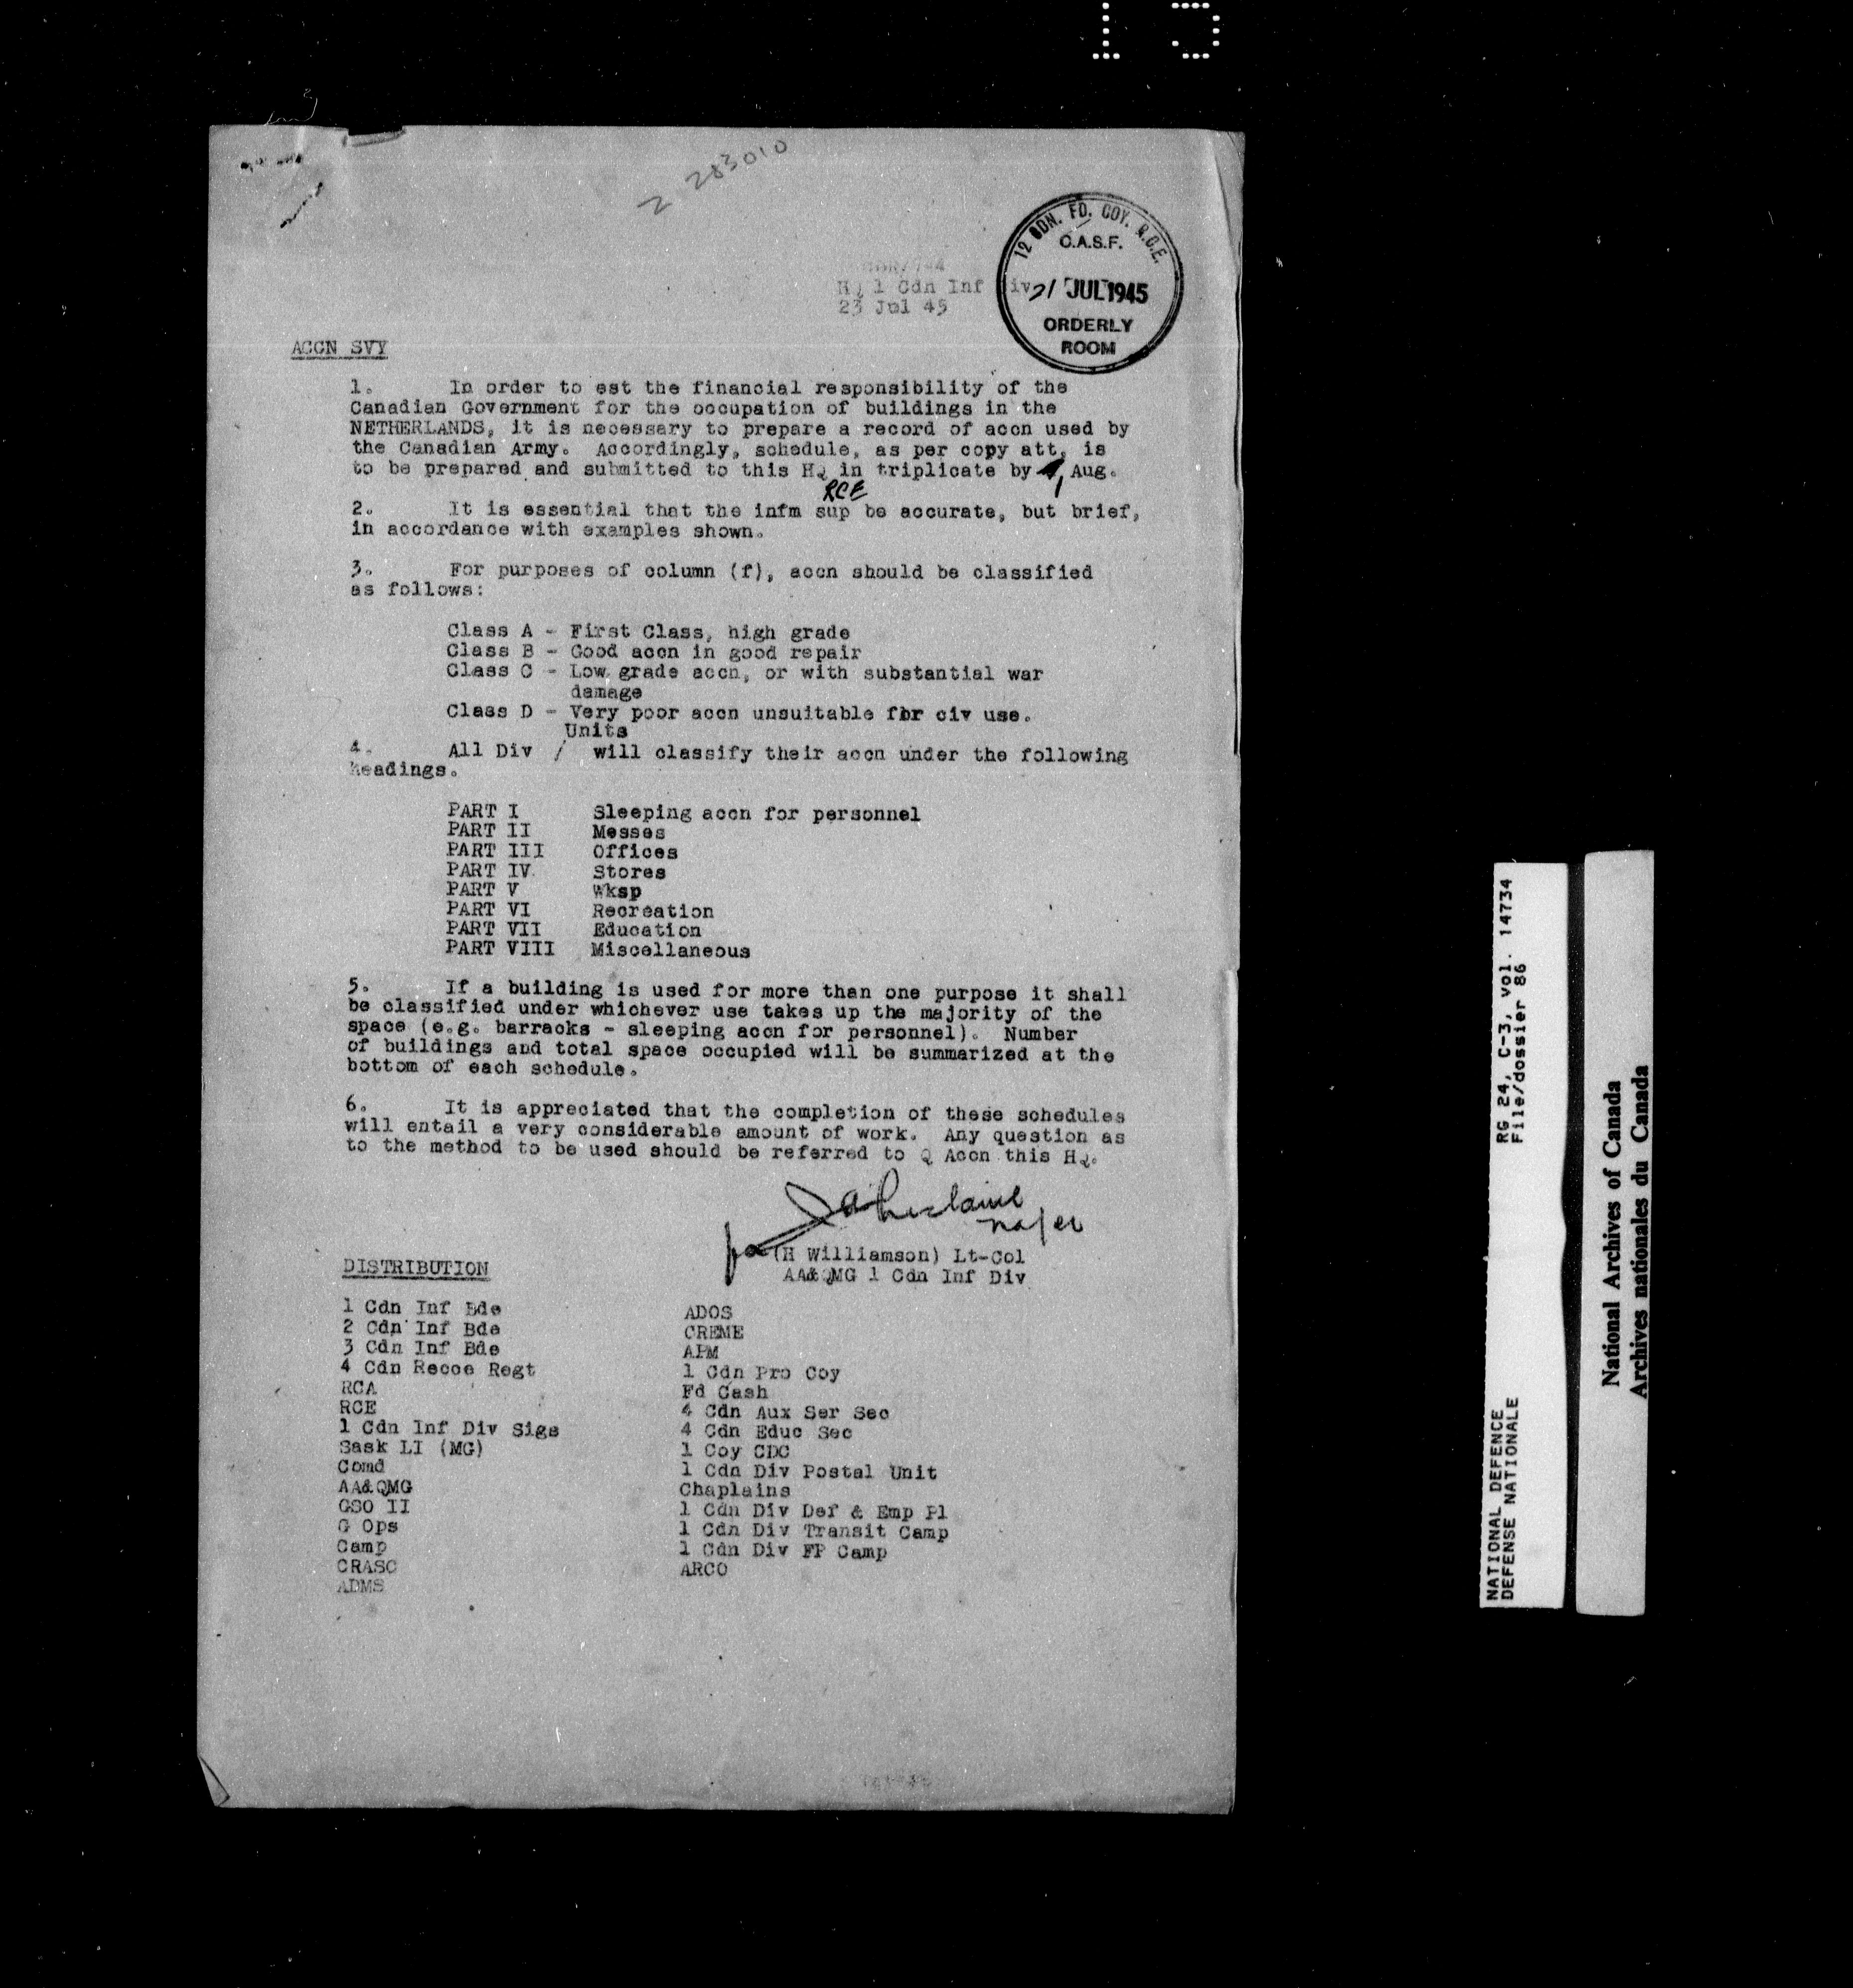 15
2 283010
12 CDN. FD. COY. R.C.E.
C.A.S.F.
JUL 1945
ORDERLY
ROOM
HQ 1 Cdn Inf Div
23 Jul 45
ACCN SVY
1. In order to est the financial responsibility of the
Canadian Government for the occupation of buildings in the
NETHERLANDS, it is necessary to prepare a record of accn used by
the Canadian Army. Accordingly, schedule, as per copy att, is
to be prepared and submitted to this HQ in triplicate by 1 Aug.
RCE
2. It is essential that the infm sup be accurate, but brief,
in accordance with examples shown.
3. For purposes of column (f), accn should be classified
as follows:
Class A - First Class, high grade
Class B - Good accn in good repair
Class C - Low grade accn, or with substantial war
damage
Class D - Very poor accn unsuitable for civ use.
Units
4. All Div / will classify their accn under the following
headings.
PART I Sleeping accn for personnel
PART II Messes
PART III Offices
PART IV Stores
PART V Wksp
PART VI Recreation
PART VII Education
PART VIII Miscellaneous
5. If a building is used for more than one purpose it shall
be classified under whichever use takes up the majority of the
space (e.g. barracks - sleeping accn for personnel). Number
of buildings and total space occupied will be summarized at the
bottom of each schedule.
6. It is appreciated that the completion of these schedules
will entail a very considerable amount of work. Any question as
to the method to be used should be referred to Q Accn this HQ.
for
(H Williamson) Lt-Col
AA&QMG 1 Cdn Inf Div
DISTRIBUTION
1 Cdn Inf Bde
2 Cdn Inf Bde
3 Cdn Inf Bde
4 Cdn Recce Regt
RCA
RCE
1 Cdn Inf Div Sigs
Sask LI (MG)
Comd
AA&QMG
GSO II
G Ops
Camp
CRASC
ADMS
ADOS
CREME
APM
1 Cdn Pro Coy
Fd Cash
4 Cdn Aux Ser Sec
4 Cdn Educ Sec
1 Coy CDC
1 Cdn Div Postal Unit
Chaplains
1 Cdn Div Def & Emp Pl
1 Cdn Div Transit Camp
1 Cdn Div FP Camp
ARCO
NATIONAL DEFENCE RG 24, C-3, vol. 14734
DEFENSE NATIONALE File/dossier 86
National Archives of Canada
Archives nationales du Canada